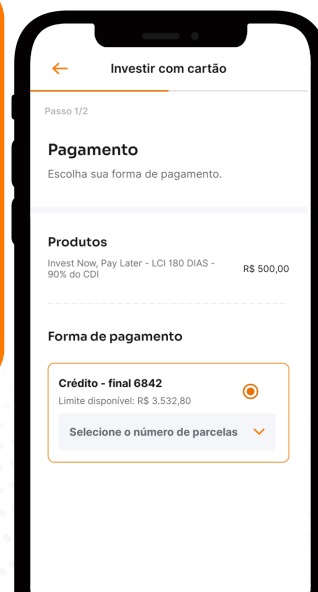 Investir com cartão
Passo 1/2
Pagamento
Escolha sua forma de pagamento.
Produtos
Invest Now, Pay Later - LCI 180 DIAS -
90% do CDI
R$ 500,00
Forma de pagamento
Crédito - final 6842
Limite disponível: R$ 3.532,80
Selecione o número de parcelas